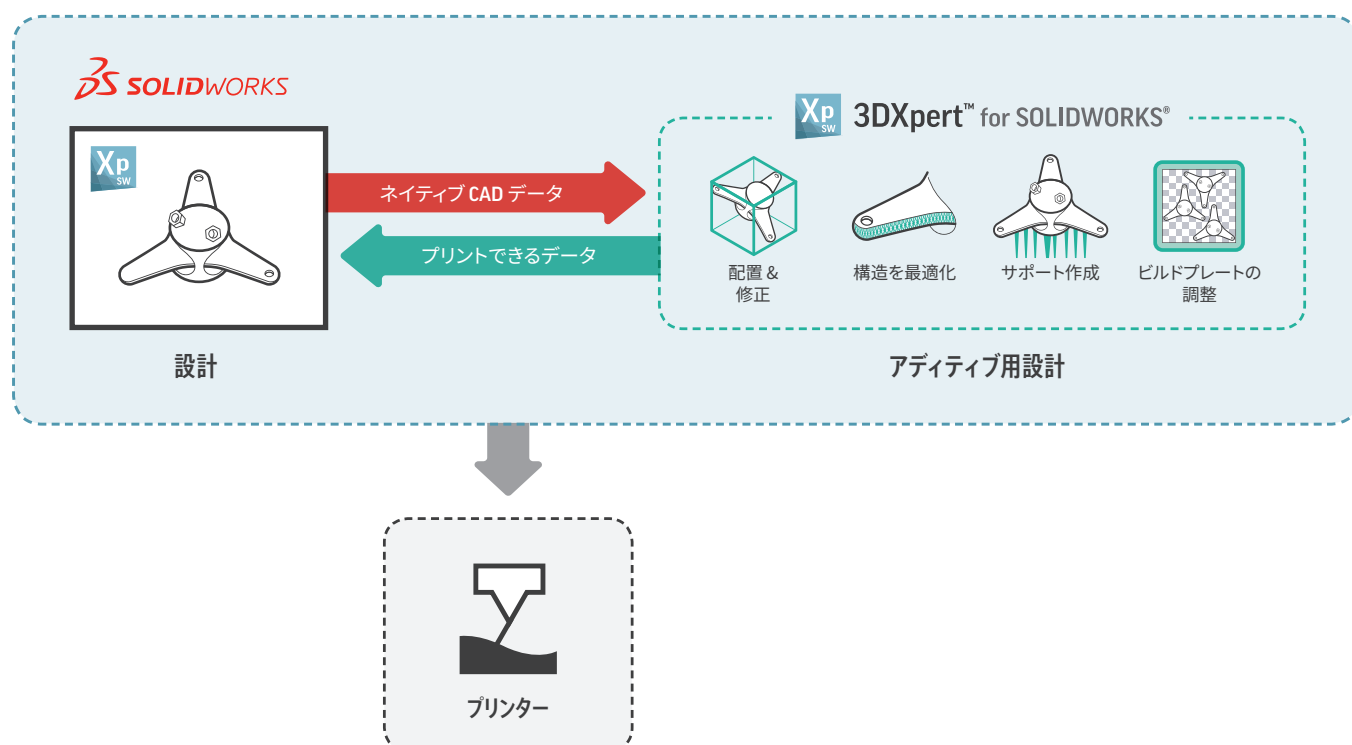 3DS SOLIDWORKS
Xp SW 3DXpert™ for SOLIDWORKS®
Xp
SW
ネイティブ CAD データ
プリントできるデータ
配置 &
修正
構造を最適化
サポート作成
ビルドプレートの
調整
設計
アディティブ用設計
プリンター